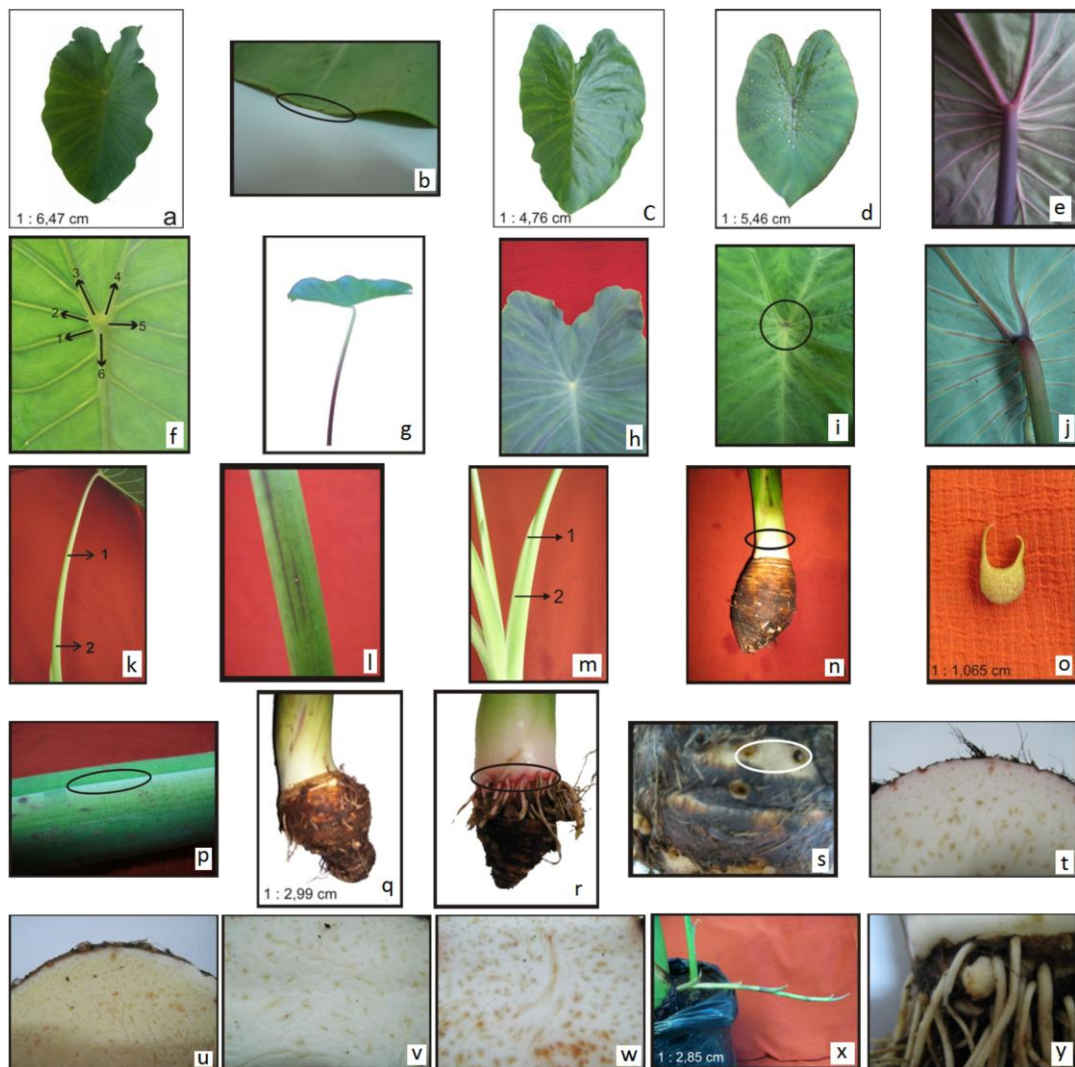 1 : 6,47 cm
a
b
1 : 4,76 cm
C
1 : 5,46 cm
d
e
3
4
2
5
1
6
f
g
h
i
j
1
2
k
l
1
2
m
n
1 : 1,065 cm
o
p
1 : 2,99 cm
q
r
s
t
u
v
w
1 : 2,85 cm
x
y